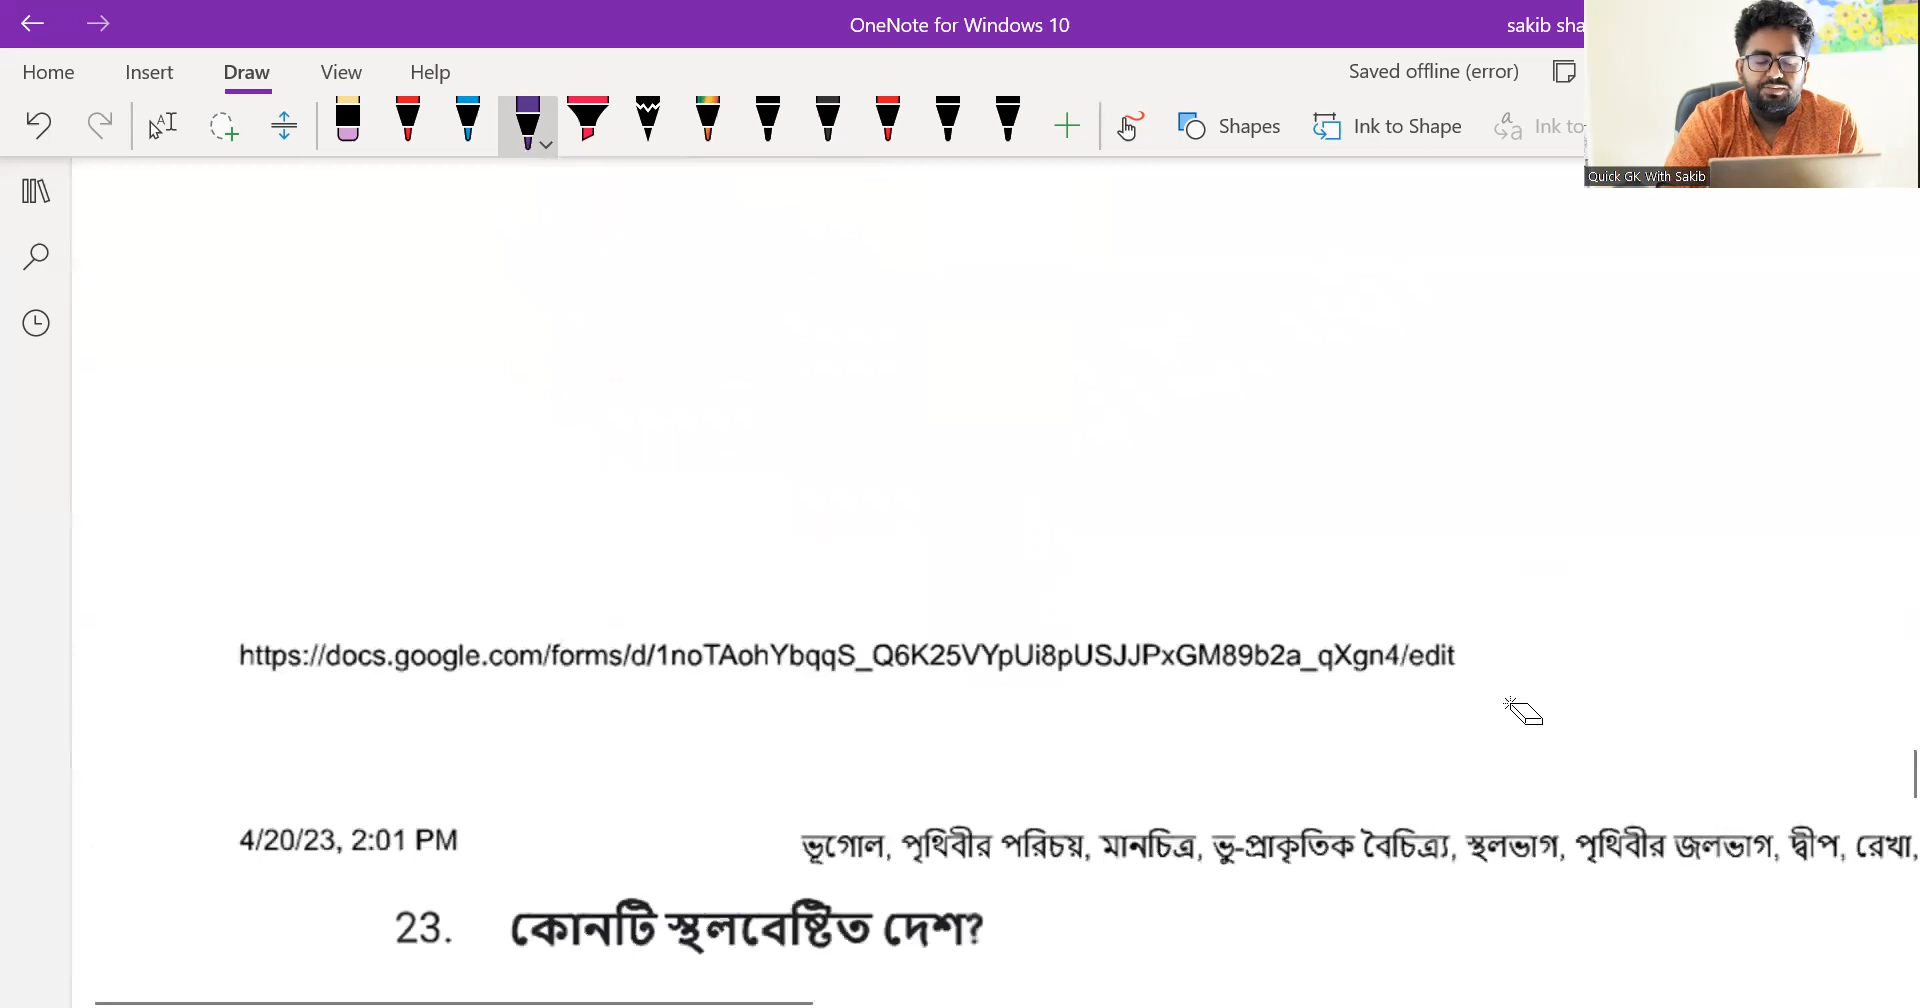 OneNote for Windows 10
sakib sha
Home Insert Draw View Help
Saved offline (error)
Shapes Ink to Shape Ink to
Quick GK With Sakib
https://docs.google.com/forms/d/1noTAohYbqqS_Q6K25VYpUi8pUSJJPxGM89b2a_qXgn4/edit
4/20/23, 2:01 PM ভূগোল, পৃথিবীর পরিচয়, মানচিত্র, ভু-প্রাকৃতিক বৈচিত্র্য, স্থলভাগ, পৃথিবীর জলভাগ, দ্বীপ, রেখা,
23. কোনটি স্থলবেষ্টিত দেশ?